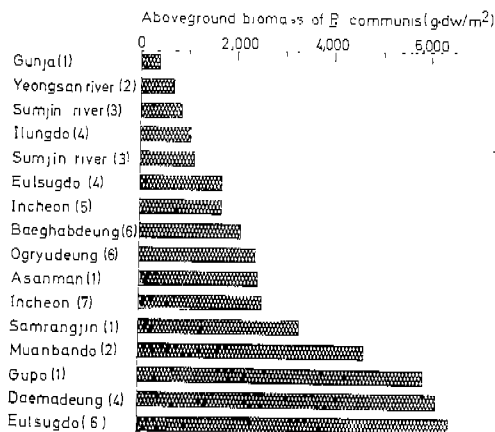 Aboveground biomass of P. communis (g·dw/m²)
0 2,000 4,000 6,000
Gunja (1)
Yeongsan river (2)
Sumjin river (3)
Ilungdo (4)
Sumjin river (3)
Eulsugdo (4)
Incheon (5)
Baeghabdeung (6)
Ogryudeung (6)
Asanman (1)
Incheon (7)
Samrangjin (1)
Muanbando (2)
Gupo (1)
Daemadeung (4)
Eulsugdo (6)